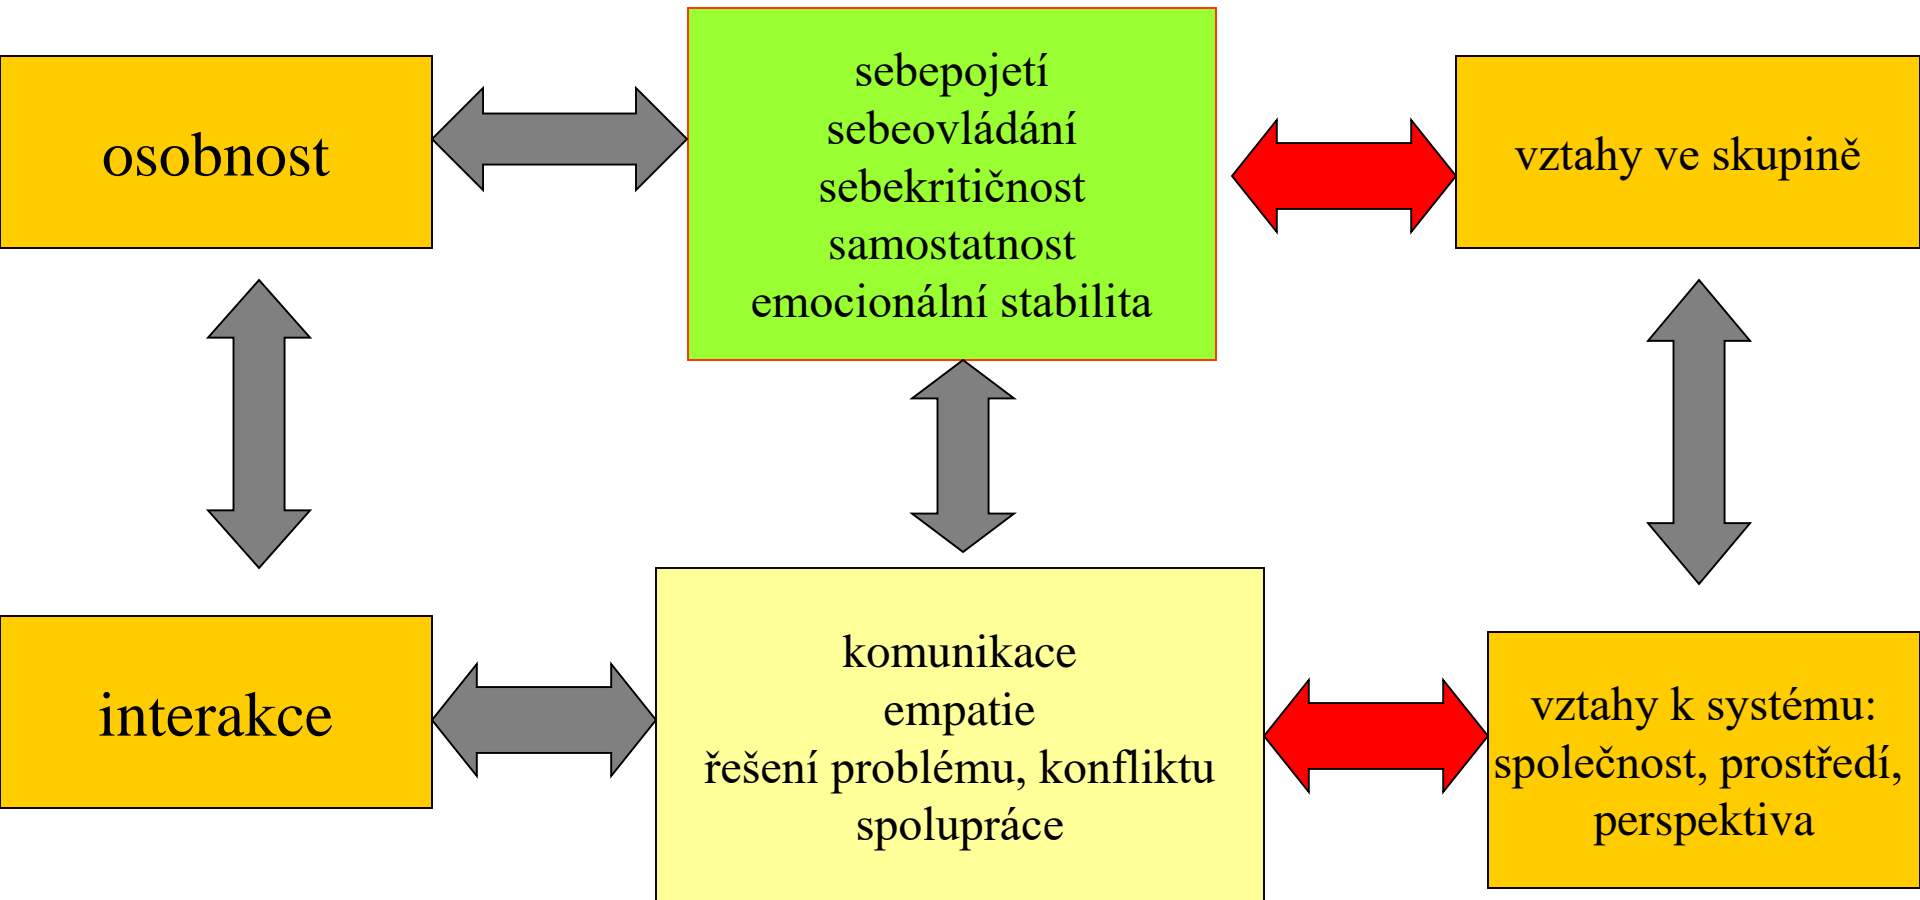 osobnost
sebepojetí
sebeovládání
sebekritičnost
samostatnost
emocionální stabilita
vztahy ve skupině
interakce
komunikace
empatie
řešení problému, konfliktu
spolupráce
vztahy k systému:
společnost, prostředí,
perspektiva